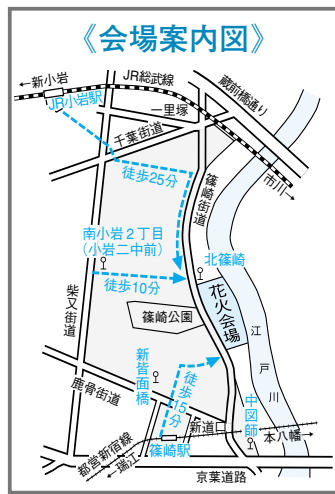 《会場案内図》
←新小岩
JR総武線
蔵前橋通り
JR小岩駅
一里塚
千葉街道
市川→
徒歩25分
篠崎街道
南小岩2丁目
（小岩二中前）
北篠崎
徒歩10分
花火会場
柴又街道
篠崎公園
江戸川
新皆面橋
徒歩15分
鹿骨街道
中図師
新道口
本八幡→
都営新宿線
←瑞江
篠崎駅
京葉道路